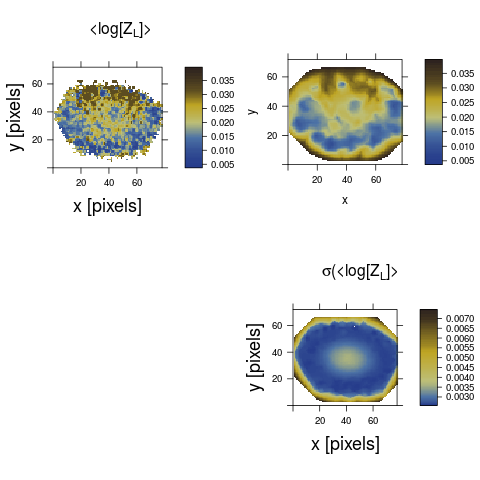 <log[Z_L]>
y [pixels]
60
40
20
20 40 60
x [pixels]
0.035
0.030
0.025
0.020
0.015
0.010
0.005
y
60
40
20
20 40 60
x
0.035
0.030
0.025
0.020
0.015
0.010
0.005
σ(<log[Z_L]>
y [pixels]
60
40
20
20 40 60
x [pixels]
0.0070
0.0065
0.0060
0.0055
0.0050
0.0045
0.0040
0.0035
0.0030